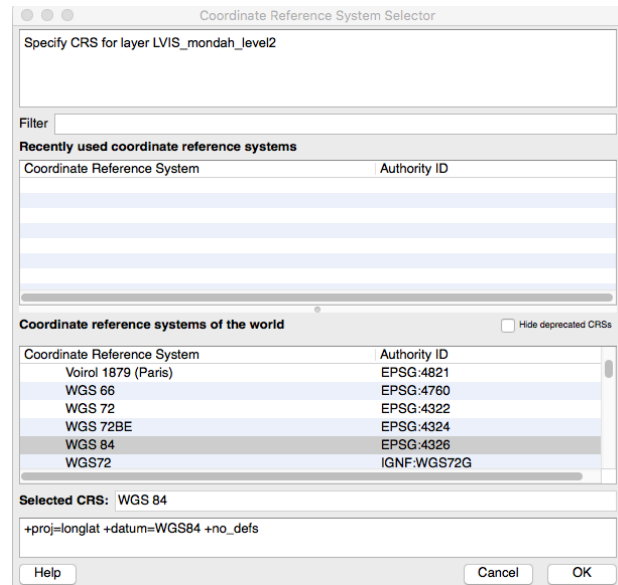 Coordinate Reference System Selector
Specify CRS for layer LVIS_mondah_level2
Filter
Recently used coordinate reference systems
Coordinate Reference System Authority ID
Coordinate reference systems of the world Hide deprecated CRSs
Coordinate Reference System Authority ID
Voirol 1879 (Paris) EPSG:4821
WGS 66 EPSG:4760
WGS 72 EPSG:4322
WGS 72BE EPSG:4324
WGS 84 EPSG:4326
WGS72 IGNF:WGS72G
Selected CRS: WGS 84
+proj=longlat +datum=WGS84 +no_defs
Help Cancel OK